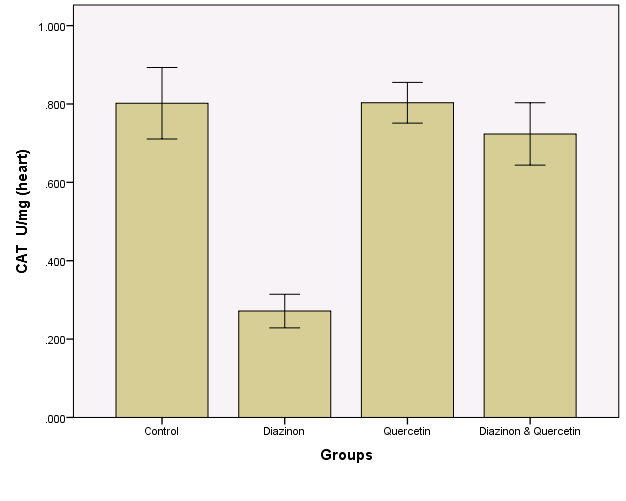 1.000
.800
.600
.400
.200
.000
CAT U/mg (heart)
Control
Diazinon
Quercetin
Diazinon & Quercetin
Groups